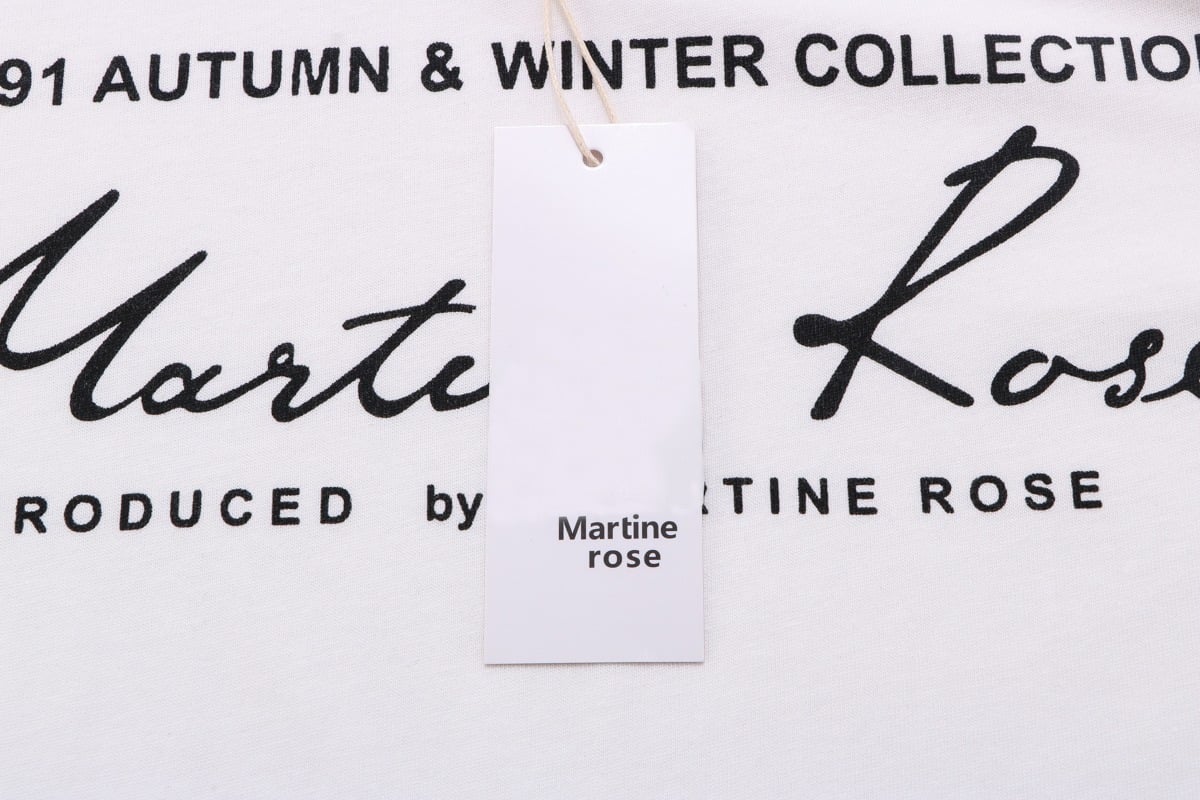 91 AUTUMN & WINTER COLLECTIO
Marti Rose
RODUCED by RTINE ROSE
Martine
rose